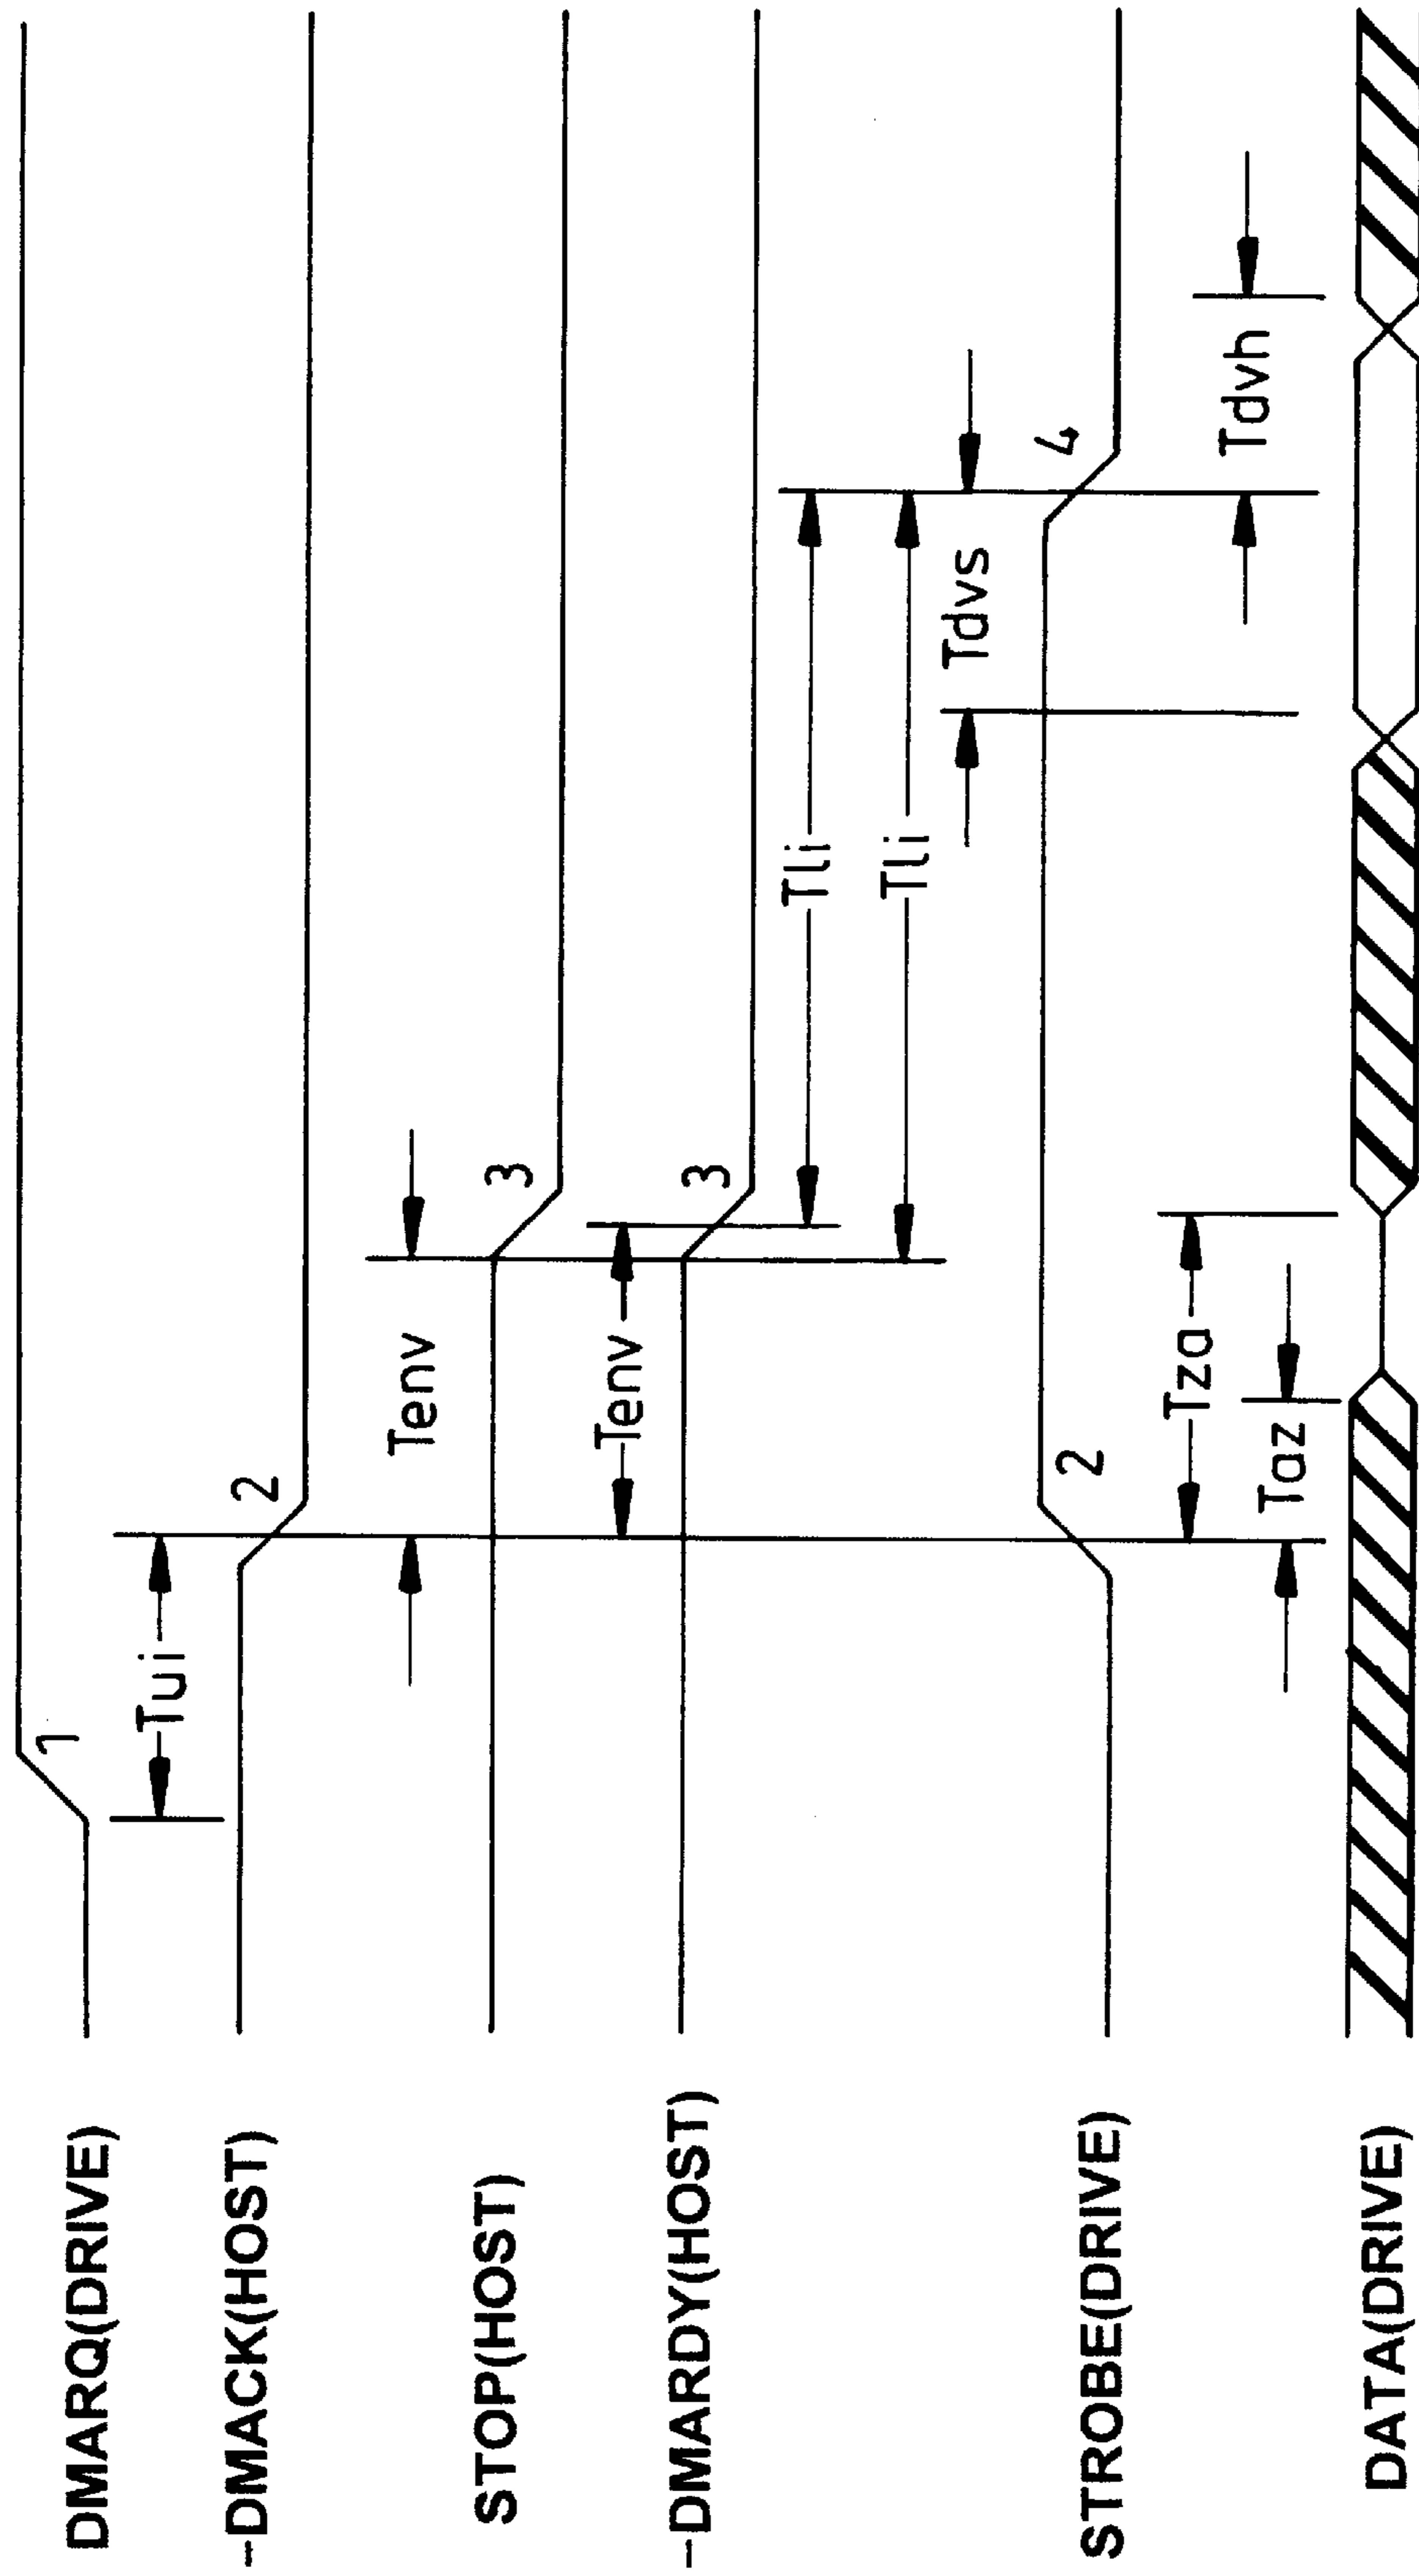 DMARQ(DRIVE)
1
Tui
-DMACK(HOST)
2
Tenv
STOP(HOST)
3
Tenv
-DMARDY(HOST)
3
Tli
Tli
Tdvs
STROBE(DRIVE)
2
4
Tza
Tdvh
Taz
DATA(DRIVE)